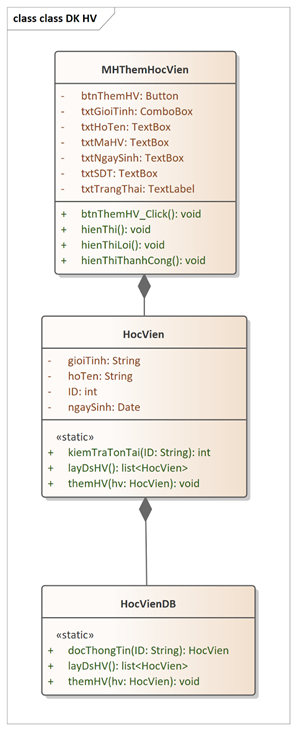 class class DK HV
MHThemHocVien
- btnThemHV: Button
- txtGioiTinh: ComboBox
- txtHoTen: TextBox
- txtMaHV: TextBox
- txtNgaySinh: TextBox
- txtSDT: TextBox
- txtTrangThai: TextLabel
+ btnThemHV_Click(): void
+ hienThi(): void
+ hienThiLoi(): void
+ hienThiThanhCong(): void
HocVien
- gioiTinh: String
- hoTen: String
- ID: int
- ngaySinh: Date
«static»
+ kiemTraTonTai(ID: String): int
+ layDsHV(): list<HocVien>
+ themHV(hv: HocVien): void
HocVienDB
«static»
+ docThongTin(ID: String): HocVien
+ layDsHV(): list<HocVien>
+ themHV(hv: HocVien): void